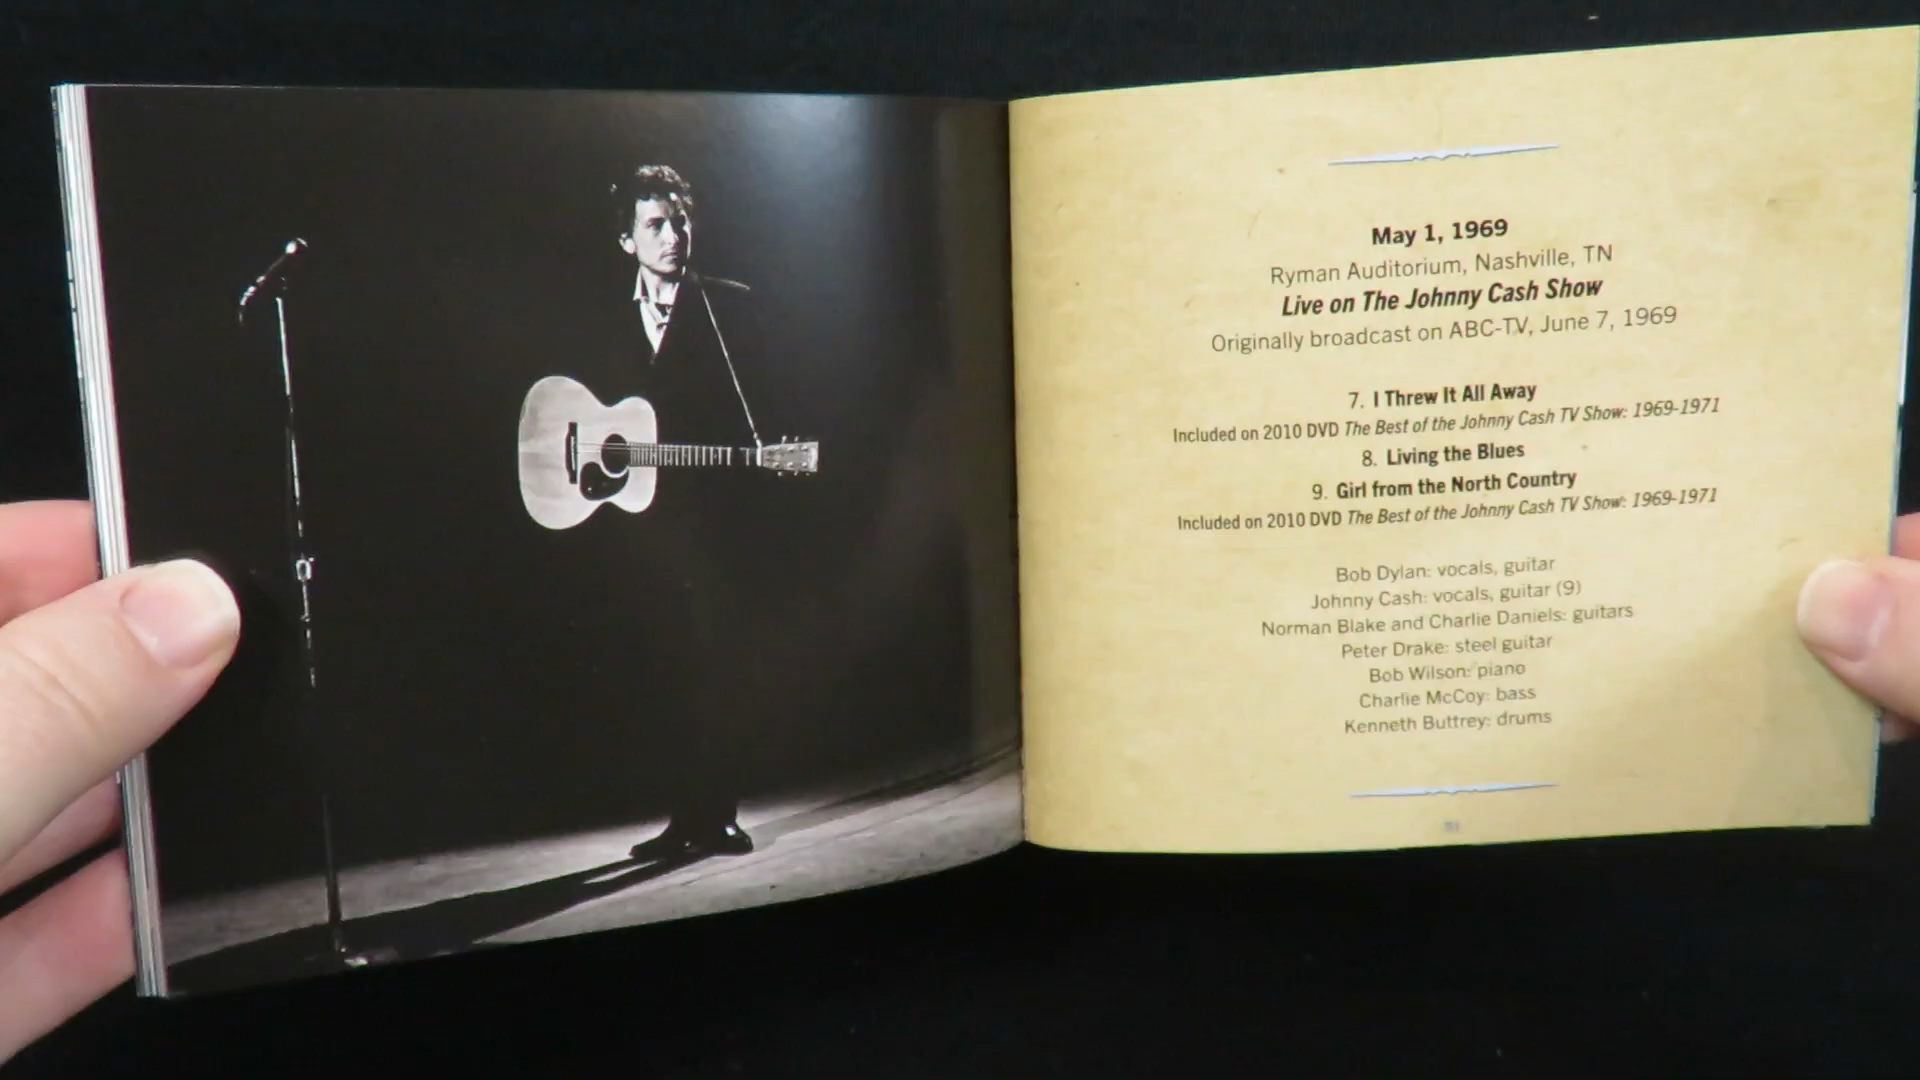 May 1, 1969
Ryman Auditorium, Nashville, TN
Live on The Johnny Cash Show
Originally broadcast on ABC-TV, June 7, 1969
7. I Threw It All Away
Included on 2010 DVD The Best of the Johnny Cash TV Show: 1969-1971
8. Living the Blues
9. Girl from the North Country
Included on 2010 DVD The Best of the Johnny Cash TV Show: 1969-1971
Bob Dylan: vocals, guitar
Johnny Cash: vocals, guitar (9)
Norman Blake and Charlie Daniels: guitars
Peter Drake: steel guitar
Bob Wilson: piano
Charlie McCoy: bass
Kenneth Buttrey: drums